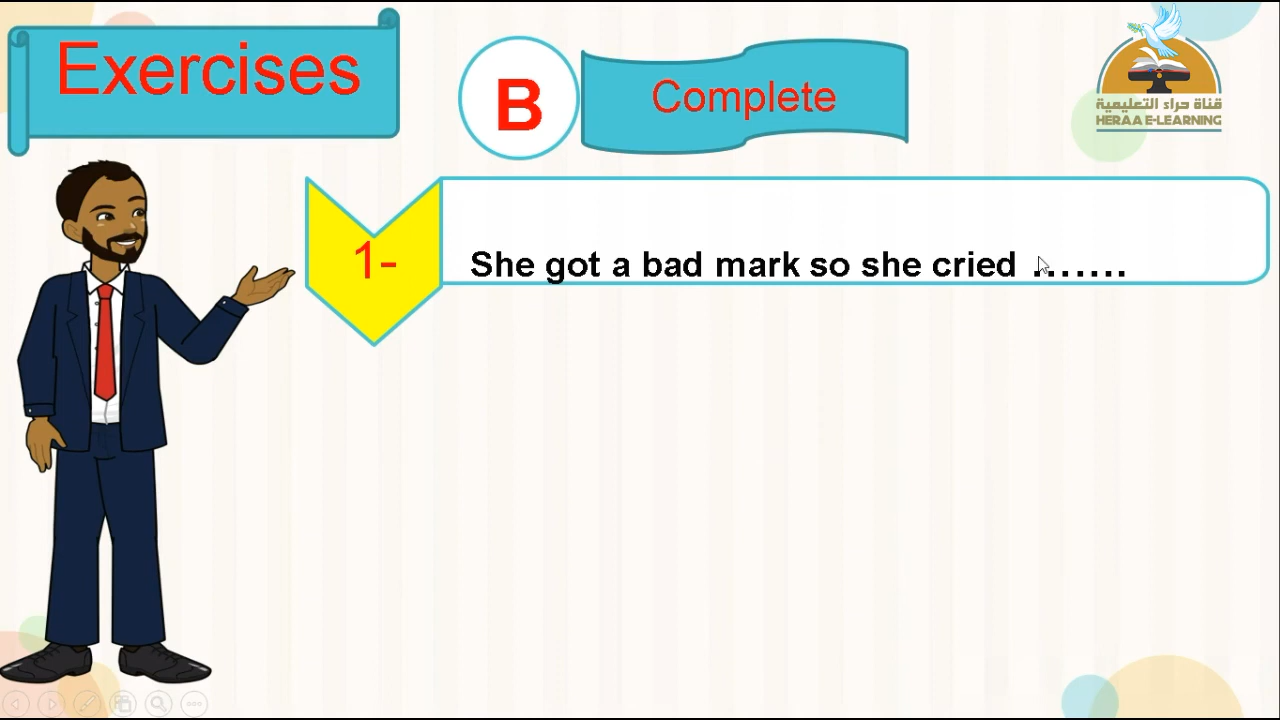 Exercises
B
Complete
قناة حراء التعليمية
HERAA E-LEARNING
1-
She got a bad mark so she cried .......